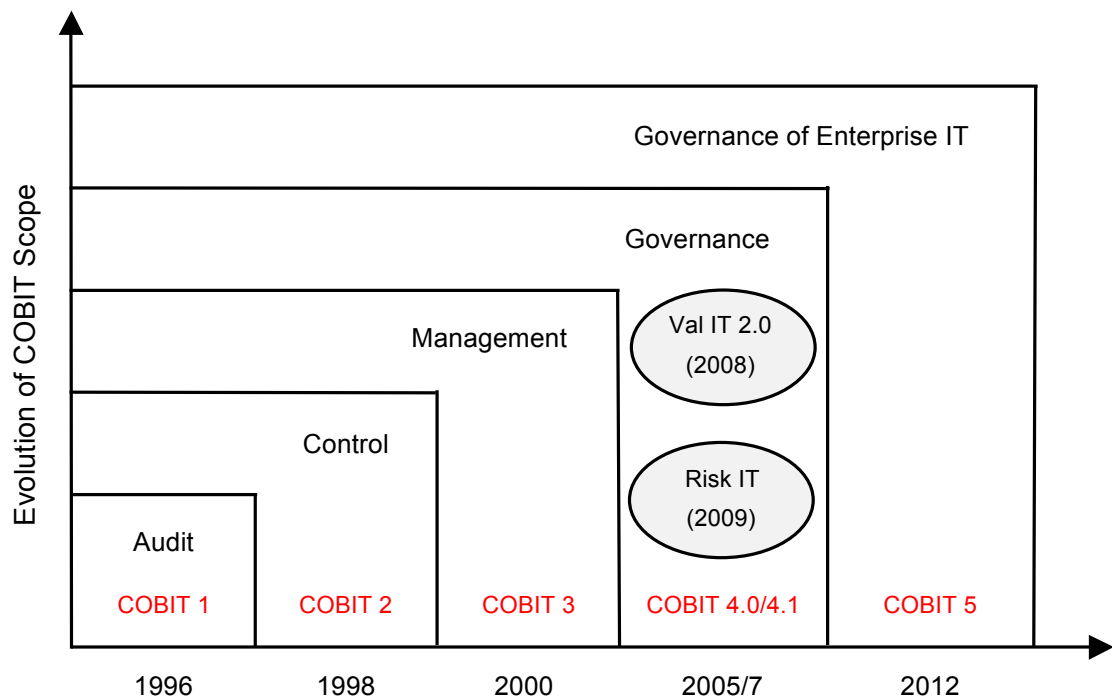 Evolution of COBIT Scope
Governance of Enterprise IT
Governance
Val IT 2.0
(2008)
Management
Control
Risk IT
(2009)
Audit
COBIT 1
COBIT 2
COBIT 3
COBIT 4.0/4.1
COBIT 5
1996
1998
2000
2005/7
2012